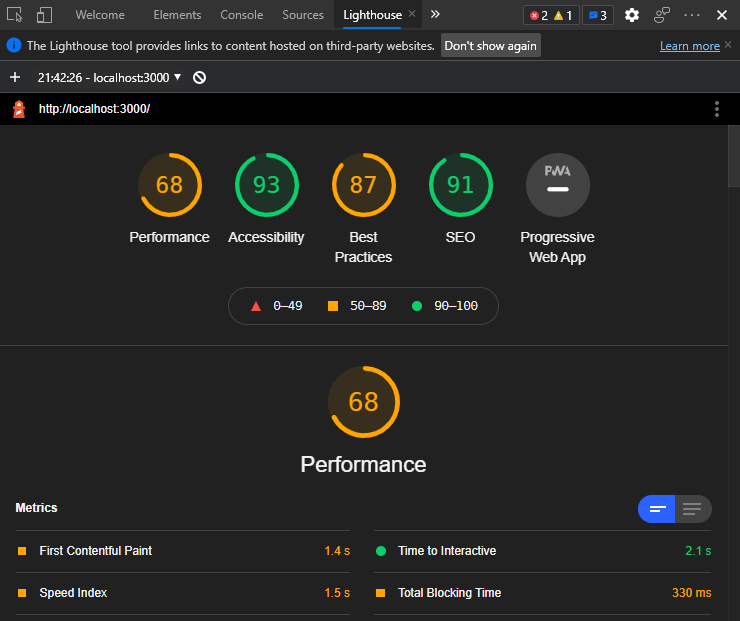 Welcome Elements Console Sources Lighthouse × » 2 1 3
The Lighthouse tool provides links to content hosted on third-party websites. Don't show again Learn more
21:42:26 - localhost:3000
http://localhost:3000/
68 93 87 91 PWA
Performance Accessibility Best Practices SEO Progressive Web App
0–49 50–89 90–100
68
Performance
Metrics
First Contentful Paint 1.4 s Time to Interactive 2.1 s
Speed Index 1.5 s Total Blocking Time 330 ms